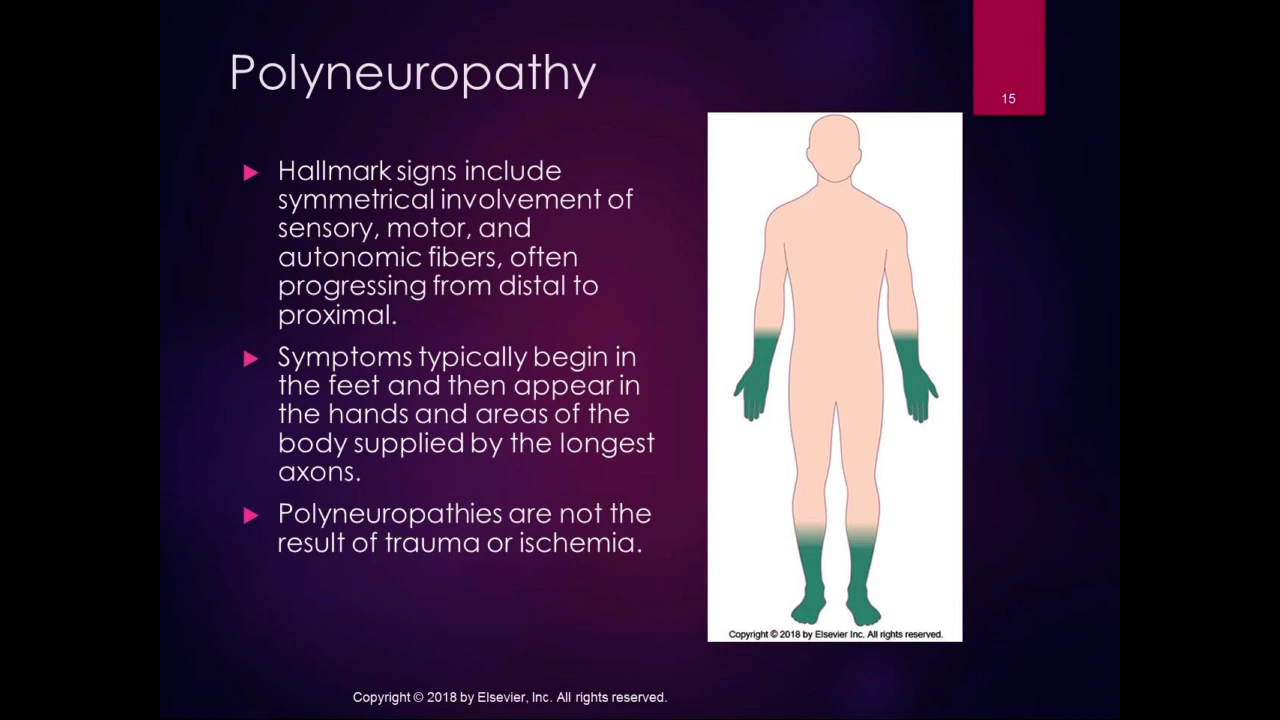 Polyneuropathy
15
Hallmark signs include
symmetrical involvement of
sensory, motor, and
autonomic fibers, often
progressing from distal to
proximal.
Symptoms typically begin in
the feet and then appear in
the hands and areas of the
body supplied by the longest
axons.
Polyneuropathies are not the
result of trauma or ischemia.
Copyright © 2018 by Elsevier Inc. All rights reserved.
Copyright © 2018 by Elsevier, Inc. All rights reserved.